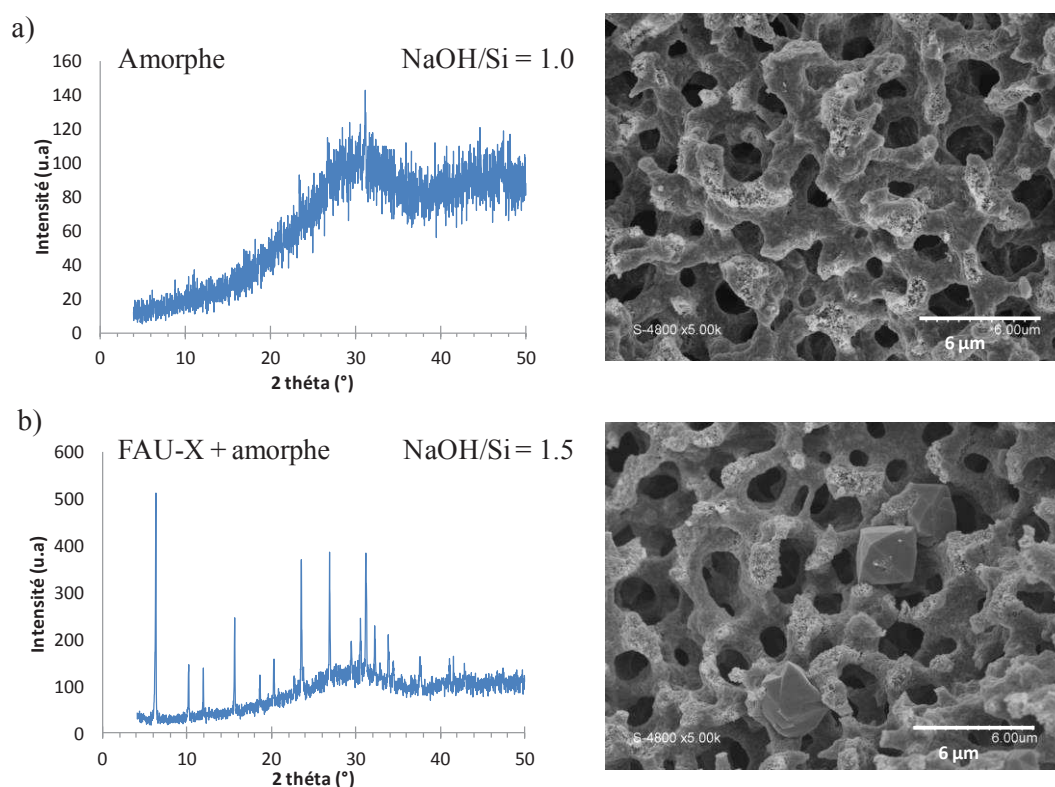 a)
Amorphe NaOH/Si = 1.0
160
140
120
100
80
60
40
20
0
Intensité (u.a)
0 10 20 30 40 50
2 théta (°)
S-4800 x5.00k 6.00um
6 µm
b)
FAU-X + amorphe NaOH/Si = 1.5
600
500
400
300
200
100
0
Intensité (u.a)
0 10 20 30 40 50
2 théta (°)
S-4800 x5.00k 6.00um
6 µm